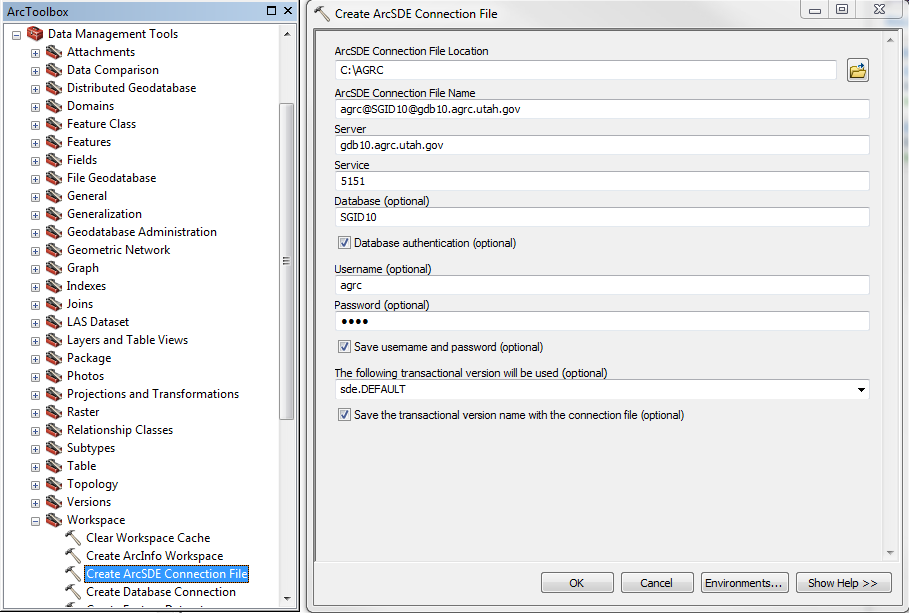 ArcToolbox
Data Management Tools
Attachments
Data Comparison
Distributed Geodatabase
Domains
Feature Class
Features
Fields
File Geodatabase
General
Generalization
Geodatabase Administration
Geometric Network
Graph
Indexes
Joins
LAS Dataset
Layers and Table Views
Package
Photos
Projections and Transformations
Raster
Relationship Classes
Subtypes
Table
Topology
Versions
Workspace
Clear Workspace Cache
Create ArcInfo Workspace
Create ArcSDE Connection File
Create Database Connection
Create ArcSDE Connection File
ArcSDE Connection File Location
C:\AGRC
ArcSDE Connection File Name
agrc@SGID10@gdb10.agrc.utah.gov
Server
gdb10.agrc.utah.gov
Service
5151
Database (optional)
SGID10
Database authentication (optional)
Username (optional)
agrc
Password (optional)
●●●●
Save username and password (optional)
The following transactional version will be used (optional)
sde.DEFAULT
Save the transactional version name with the connection file (optional)
OK
Cancel
Environments...
Show Help >>